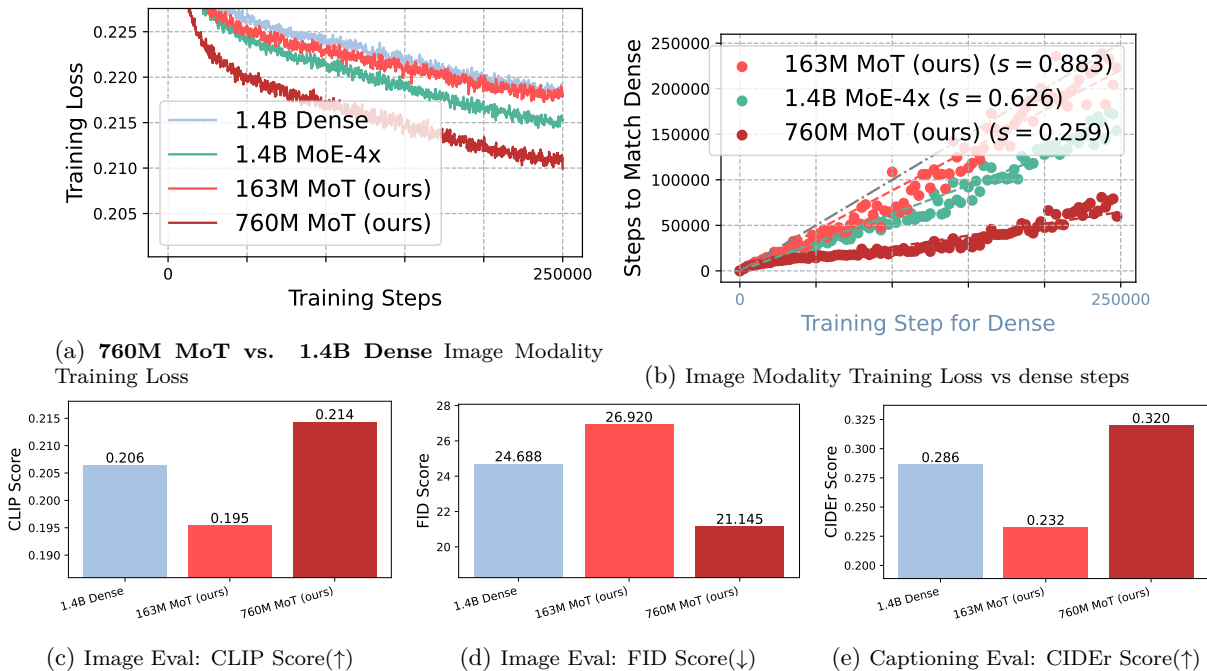 0.225
0.220
0.215
0.210
0.205
Training Loss
1.4B Dense
1.4B MoE-4x
163M MoT (ours)
760M MoT (ours)
0
250000
Training Steps
(a) 760M MoT vs. 1.4B Dense Image Modality
Training Loss
250000
200000
150000
100000
50000
0
Steps to Match Dense
163M MoT (ours) (s = 0.883)
1.4B MoE-4x (s = 0.626)
760M MoT (ours) (s = 0.259)
0
250000
Training Step for Dense
(b) Image Modality Training Loss vs dense steps
0.220
0.215
0.210
0.205
0.200
0.195
0.190
CLIP Score
0.206
0.195
0.214
1.4B Dense
163M MoT (ours)
760M MoT (ours)
(c) Image Eval: CLIP Score(↑)
28
26
24
22
20
FID Score
24.688
26.920
21.145
1.4B Dense
163M MoT (ours)
760M MoT (ours)
(d) Image Eval: FID Score(↓)
0.325
0.300
0.275
0.250
0.225
0.200
CIDEr Score
0.286
0.232
0.320
1.4B Dense
163M MoT (ours)
760M MoT (ours)
(e) Captioning Eval: CIDEr Score(↑)